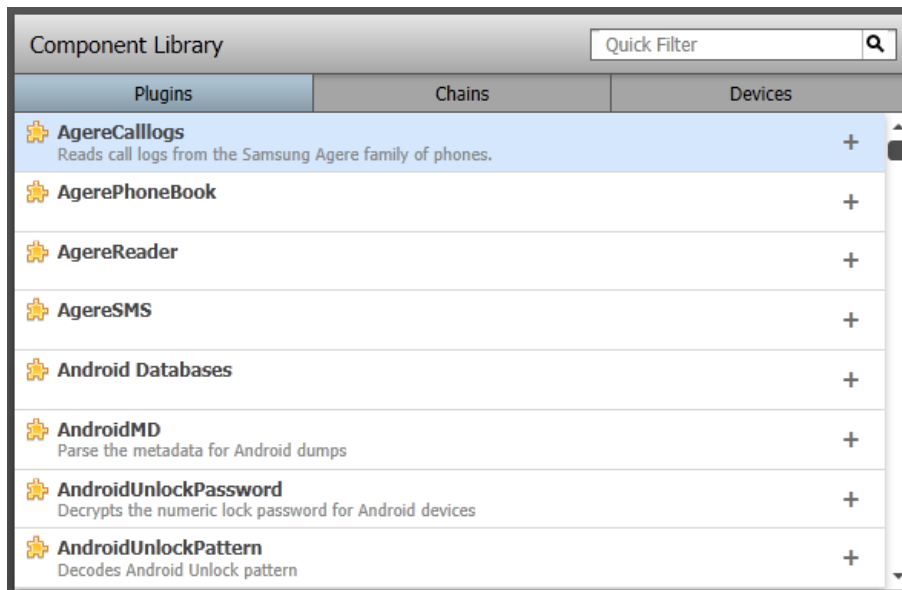 Component Library
Quick Filter
Plugins
Chains
Devices
AgereCalllogs
Reads call logs from the Samsung Agere family of phones.
AgerePhoneBook
AgereReader
AgereSMS
Android Databases
AndroidMD
Parse the metadata for Android dumps
AndroidUnlockPassword
Decrypts the numeric lock password for Android devices
AndroidUnlockPattern
Decodes Android Unlock pattern